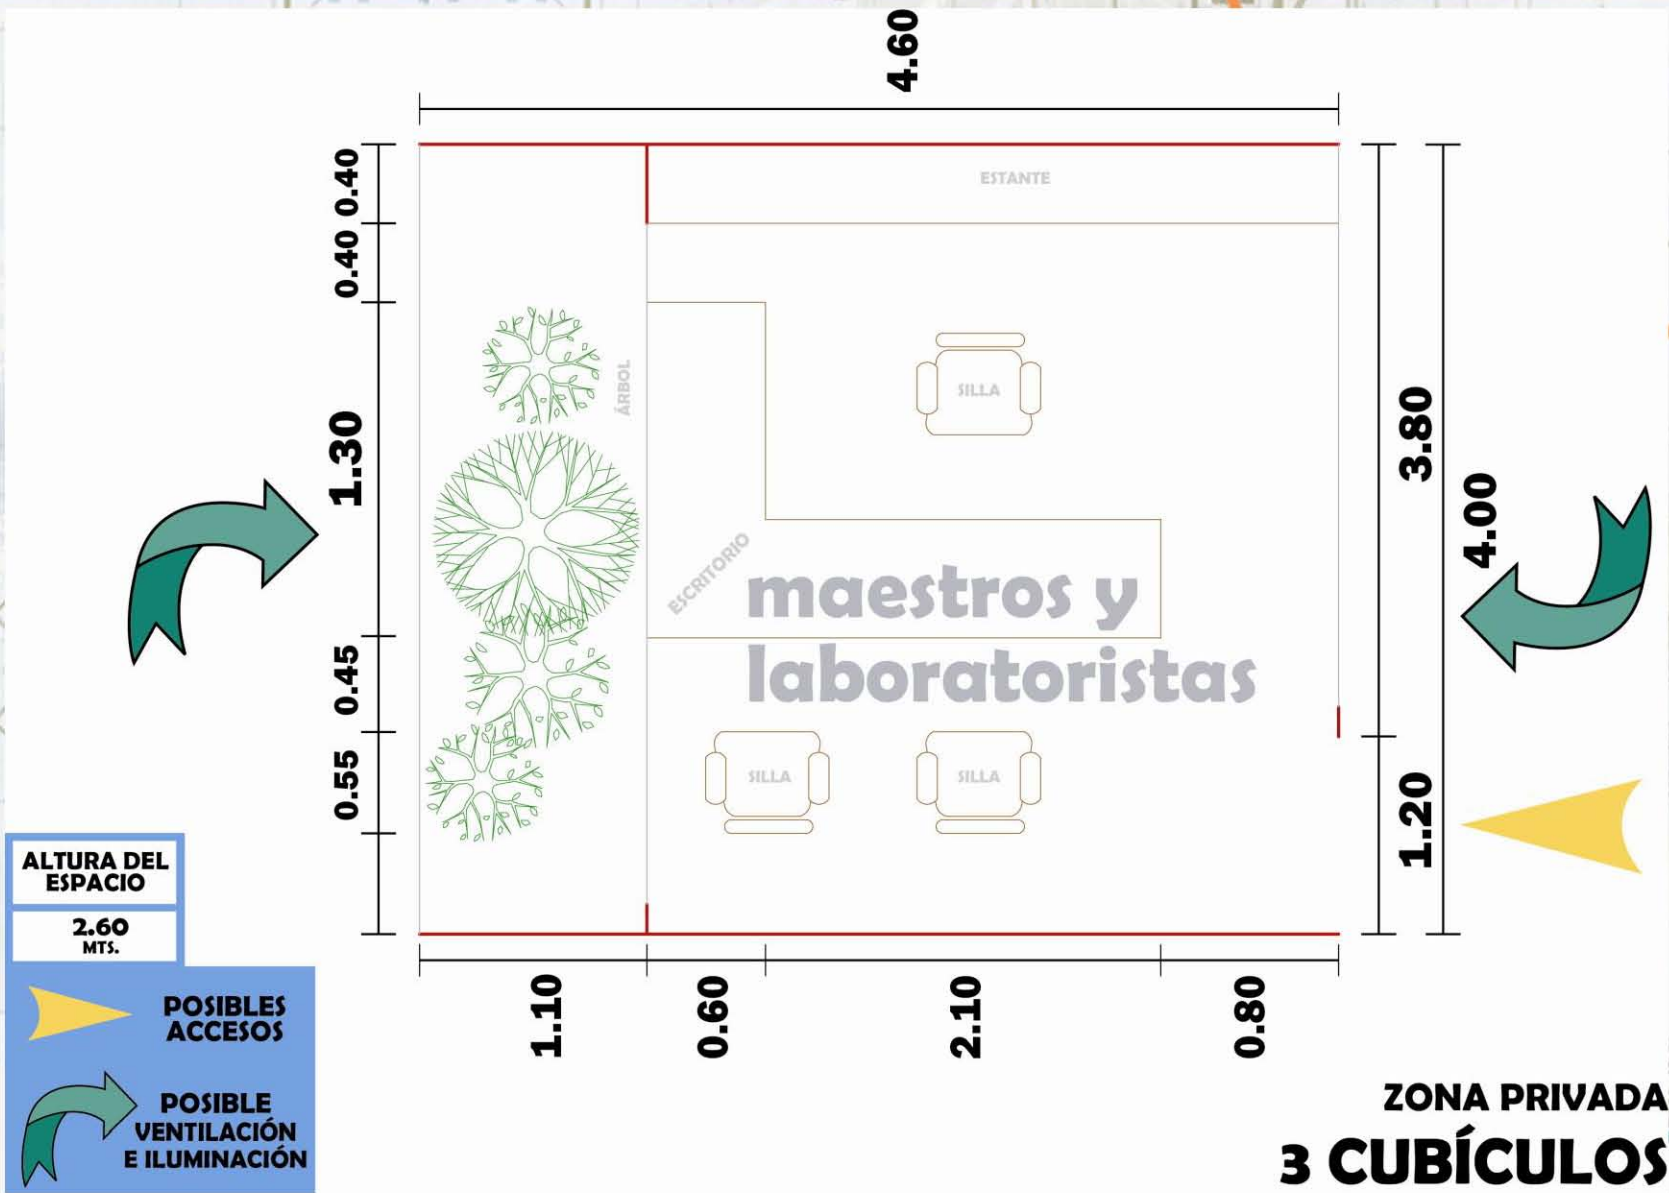 4.60
0.40
0.40
1.30
0.45
0.55
ESTANTE
ÁRBOL
SILLA
ESCRITORIO
maestros y
laboratoristas
SILLA
SILLA
3.80
4.00
1.20
1.10
0.60
2.10
0.80
ALTURA DEL
ESPACIO
2.60
MTS.
POSIBLES
ACCESOS
POSIBLE
VENTILACIÓN
E ILUMINACIÓN
ZONA PRIVADA
3 CUBÍCULOS